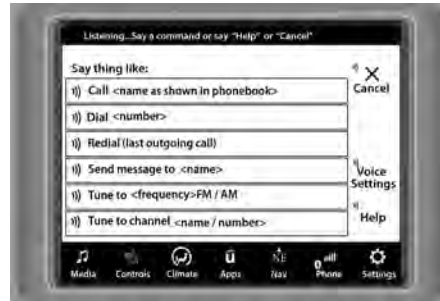 Listening...Say a command or say "Help" or "Cancel"
Say thing like:
Call <name as shown in phonebook>
Dial <number>
Redial (last outgoing call)
Send message to <name>
Tune to <frequency>FM / AM
Tune to channel <name / number>
Cancel
Voice
Settings
Help
Media Controls Climate Apps Nav Phone Settings